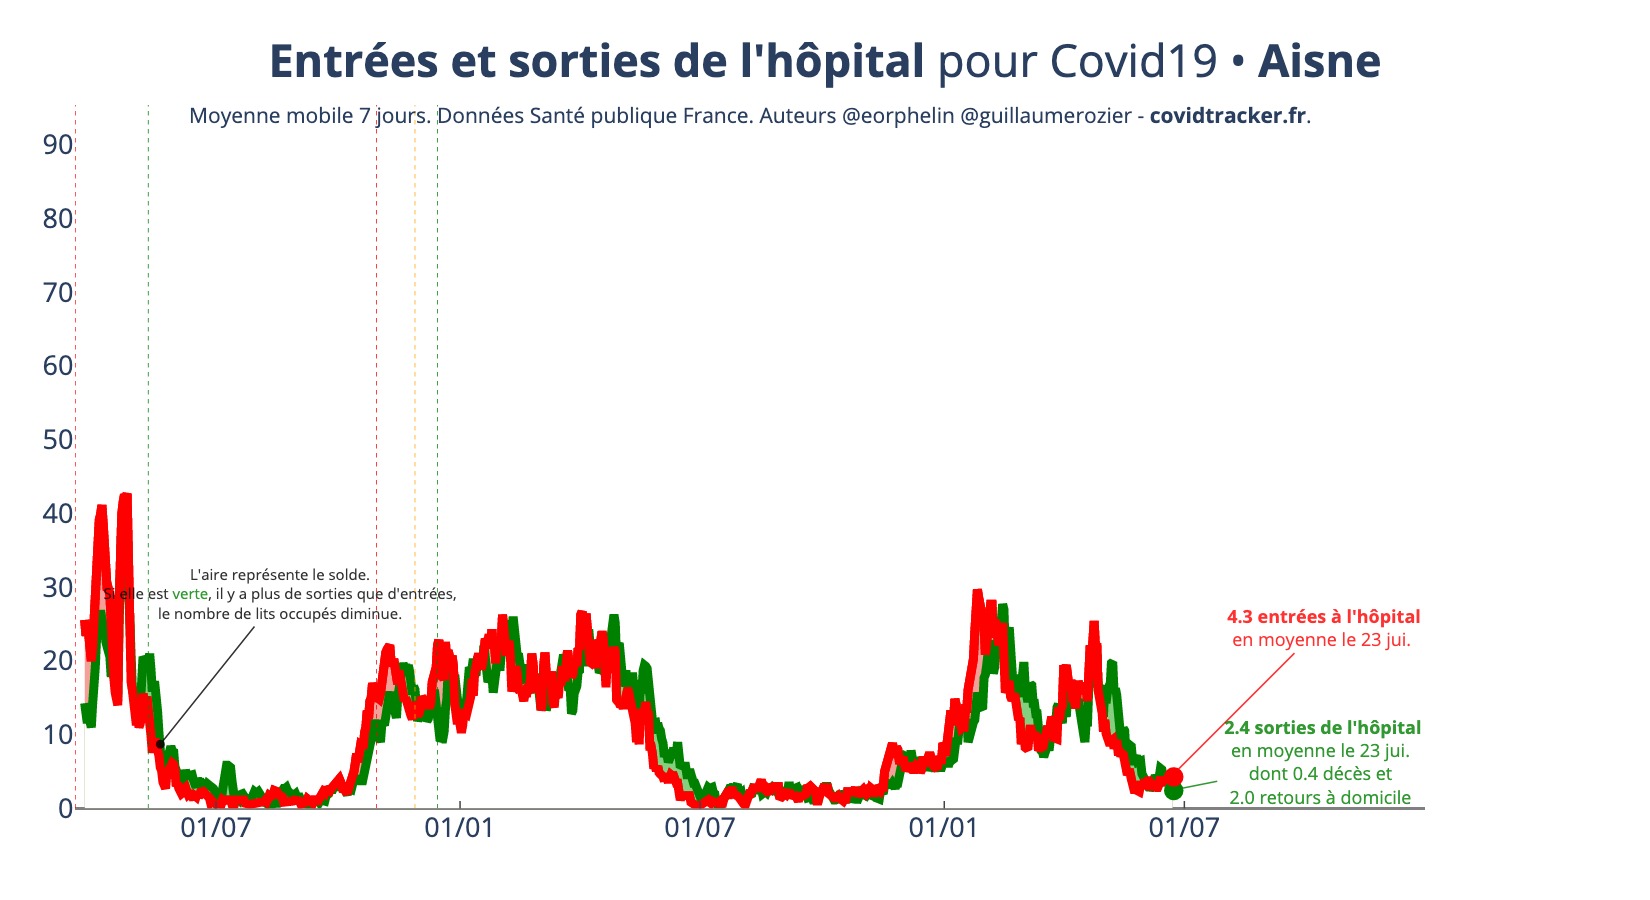 Entrées et sorties de l'hôpital pour Covid19 • Aisne
Moyenne mobile 7 jours. Données Santé publique France. Auteurs @eorphelin @guillaumerozier - covidtracker.fr.
90
80
70
60
50
40
30
20
10
0
L'aire représente le solde.
Si elle est verte, il y a plus de sorties que d'entrées,
le nombre de lits occupés diminue.
4.3 entrées à l'hôpital
en moyenne le 23 jui.
2.4 sorties de l'hôpital
en moyenne le 23 jui.
dont 0.4 décès et
2.0 retours à domicile
01/07
01/01
01/07
01/01
01/07